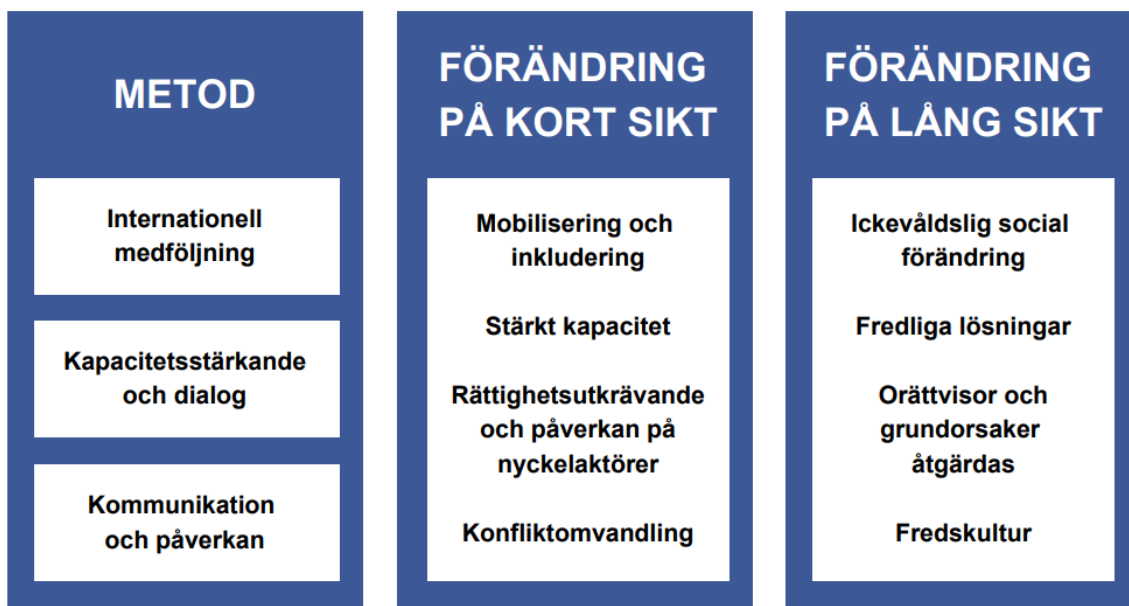 METOD
Internationell
medföljning
Kapacitetsstärkande
och dialog
Kommunikation
och påverkan
FÖRÄNDRING
PÅ KORT SIKT
Mobilisering och
inkludering
Stärkt kapacitet
Rättighetsutkrävande
och påverkan på
nyckelaktörer
Konfliktomvandling
FÖRÄNDRING
PÅ LÅNG SIKT
Ickevåldslig social
förändring
Fredliga lösningar
Orättvisor och
grundorsaker
åtgärdas
Fredskultur